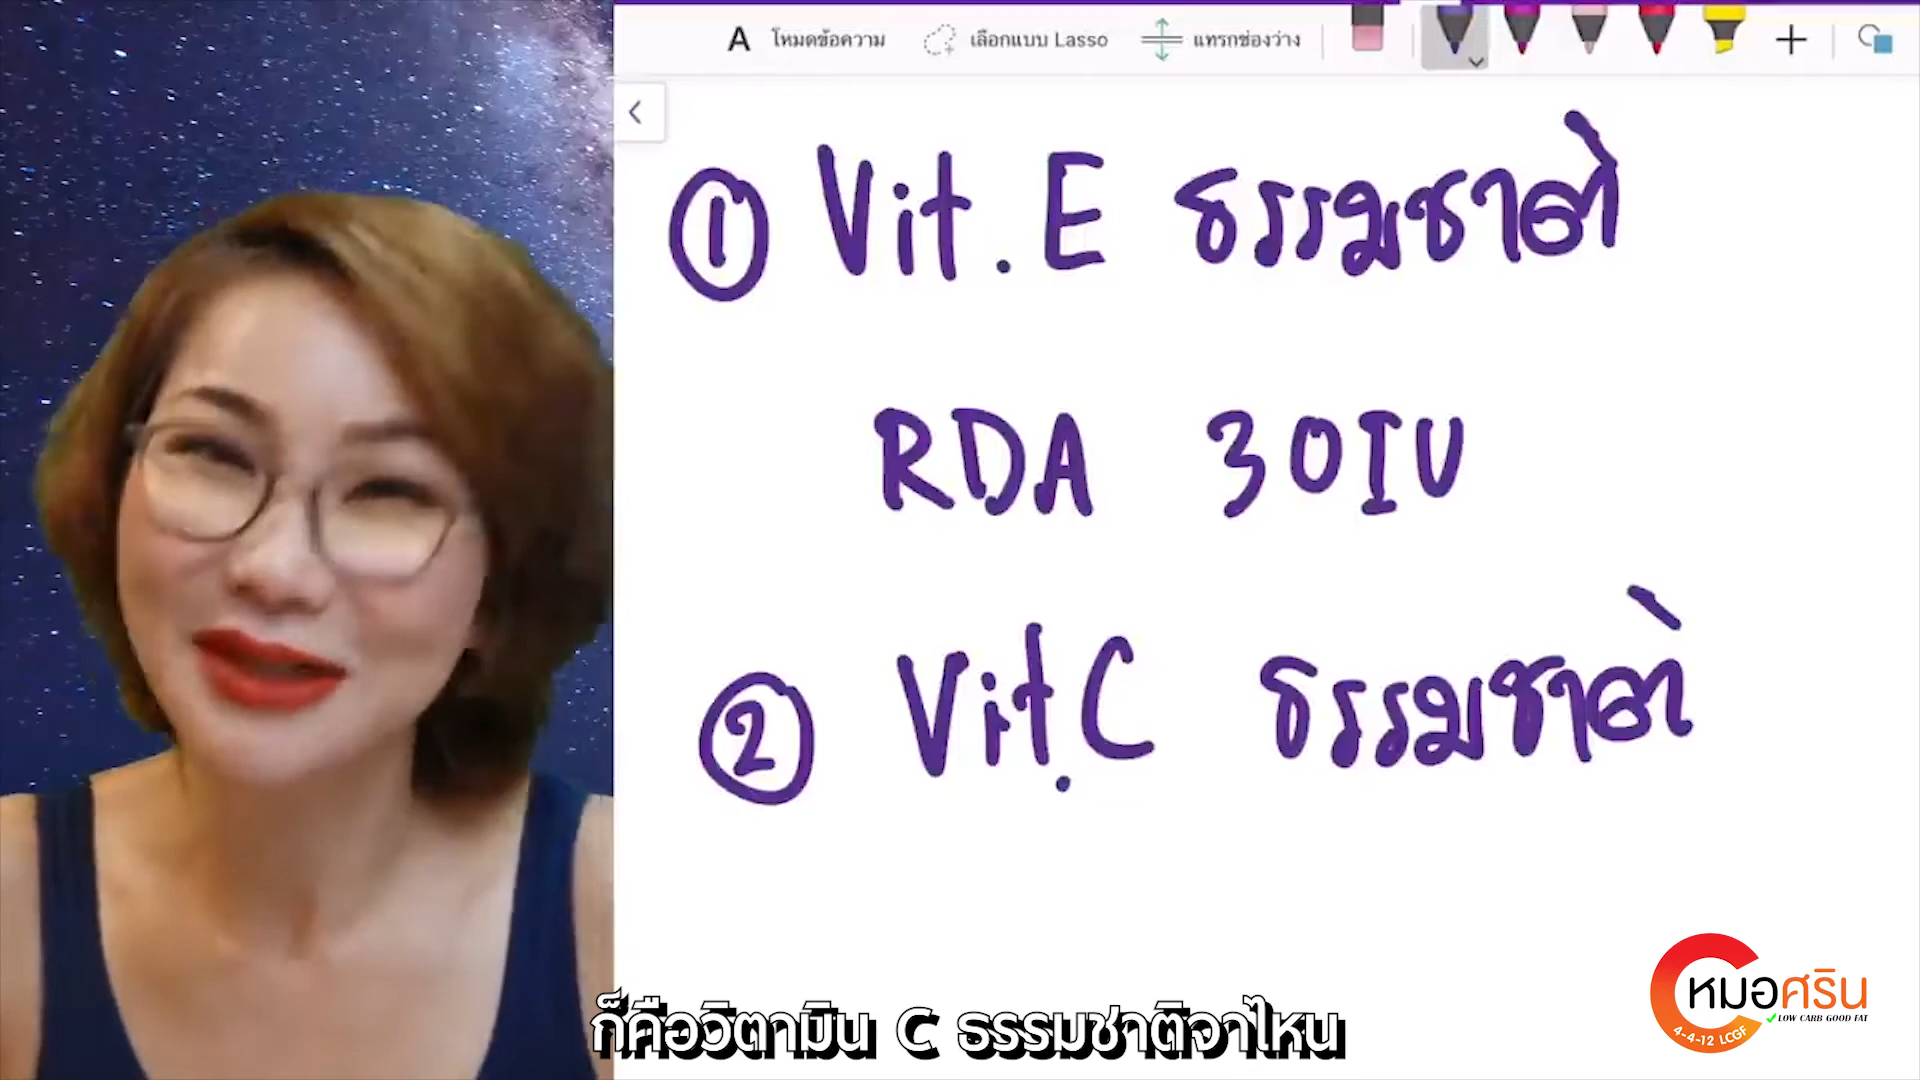 A โหมดข้อความ เลือกแบบ Lasso แทรกช่องว่าง
① Vit. E ธรรมชาติ
RDA 30IU
② Vit. C ธรรมชาติ
หมอศริน
LOW CARB GOOD FAT
4-4-12 LCGF
ก็คือวิตามิน C ธรรมชาติจาไหน